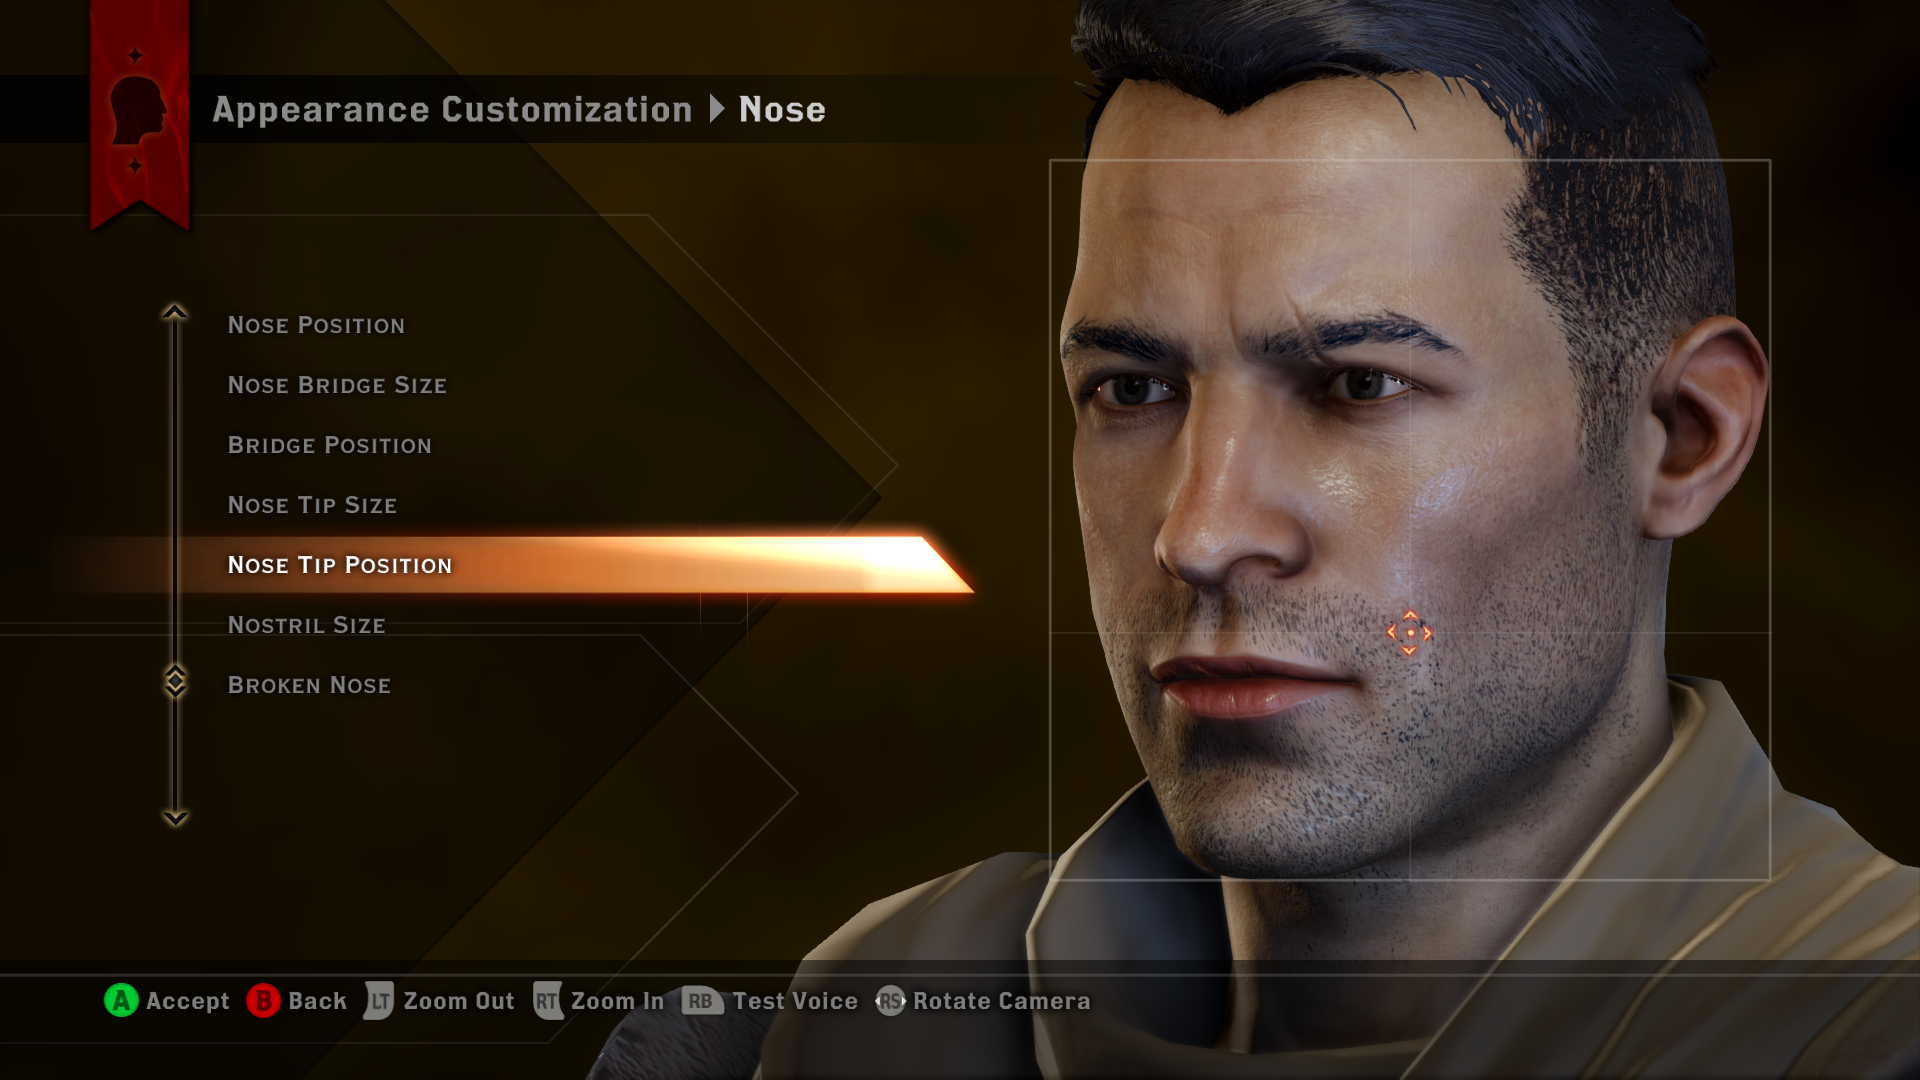 Appearance Customization ▶ Nose
Nose Position
Nose Bridge Size
Bridge Position
Nose Tip Size
Nose Tip Position
Nostril Size
Broken Nose
A Accept B Back LT Zoom Out RT Zoom In RB Test Voice RS Rotate Camera